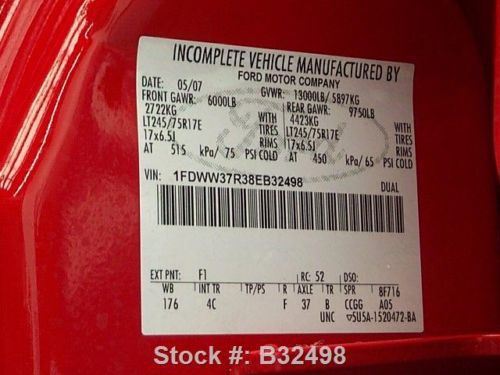 INCOMPLETE VEHICLE MANUFACTURED BY
FORD MOTOR COMPANY
DATE: 05/07 GVWR: 13000LB/ 5897KG
FRONT GAWR: 6000LB REAR GAWR: 9750LB
2722KG WITH 4423KG WITH
LT245/75R17E TIRES LT245/75R17E TIRES
17x6.5J RIMS 17x6.5J RIMS
AT 515 kPa/ 75 PSI COLD AT 450 kPa/ 65 PSI COLD
VIN: 1FDWW37R38EB32498 DUAL
EXT PNT: F1 RC: 52 DSO:
WB INT TR TP/PS R AXLE TR SPR 8F716
176 4C F 37 B CCGG A05
UNC ▽5U5A-1520472-BA
Stock #: B32498